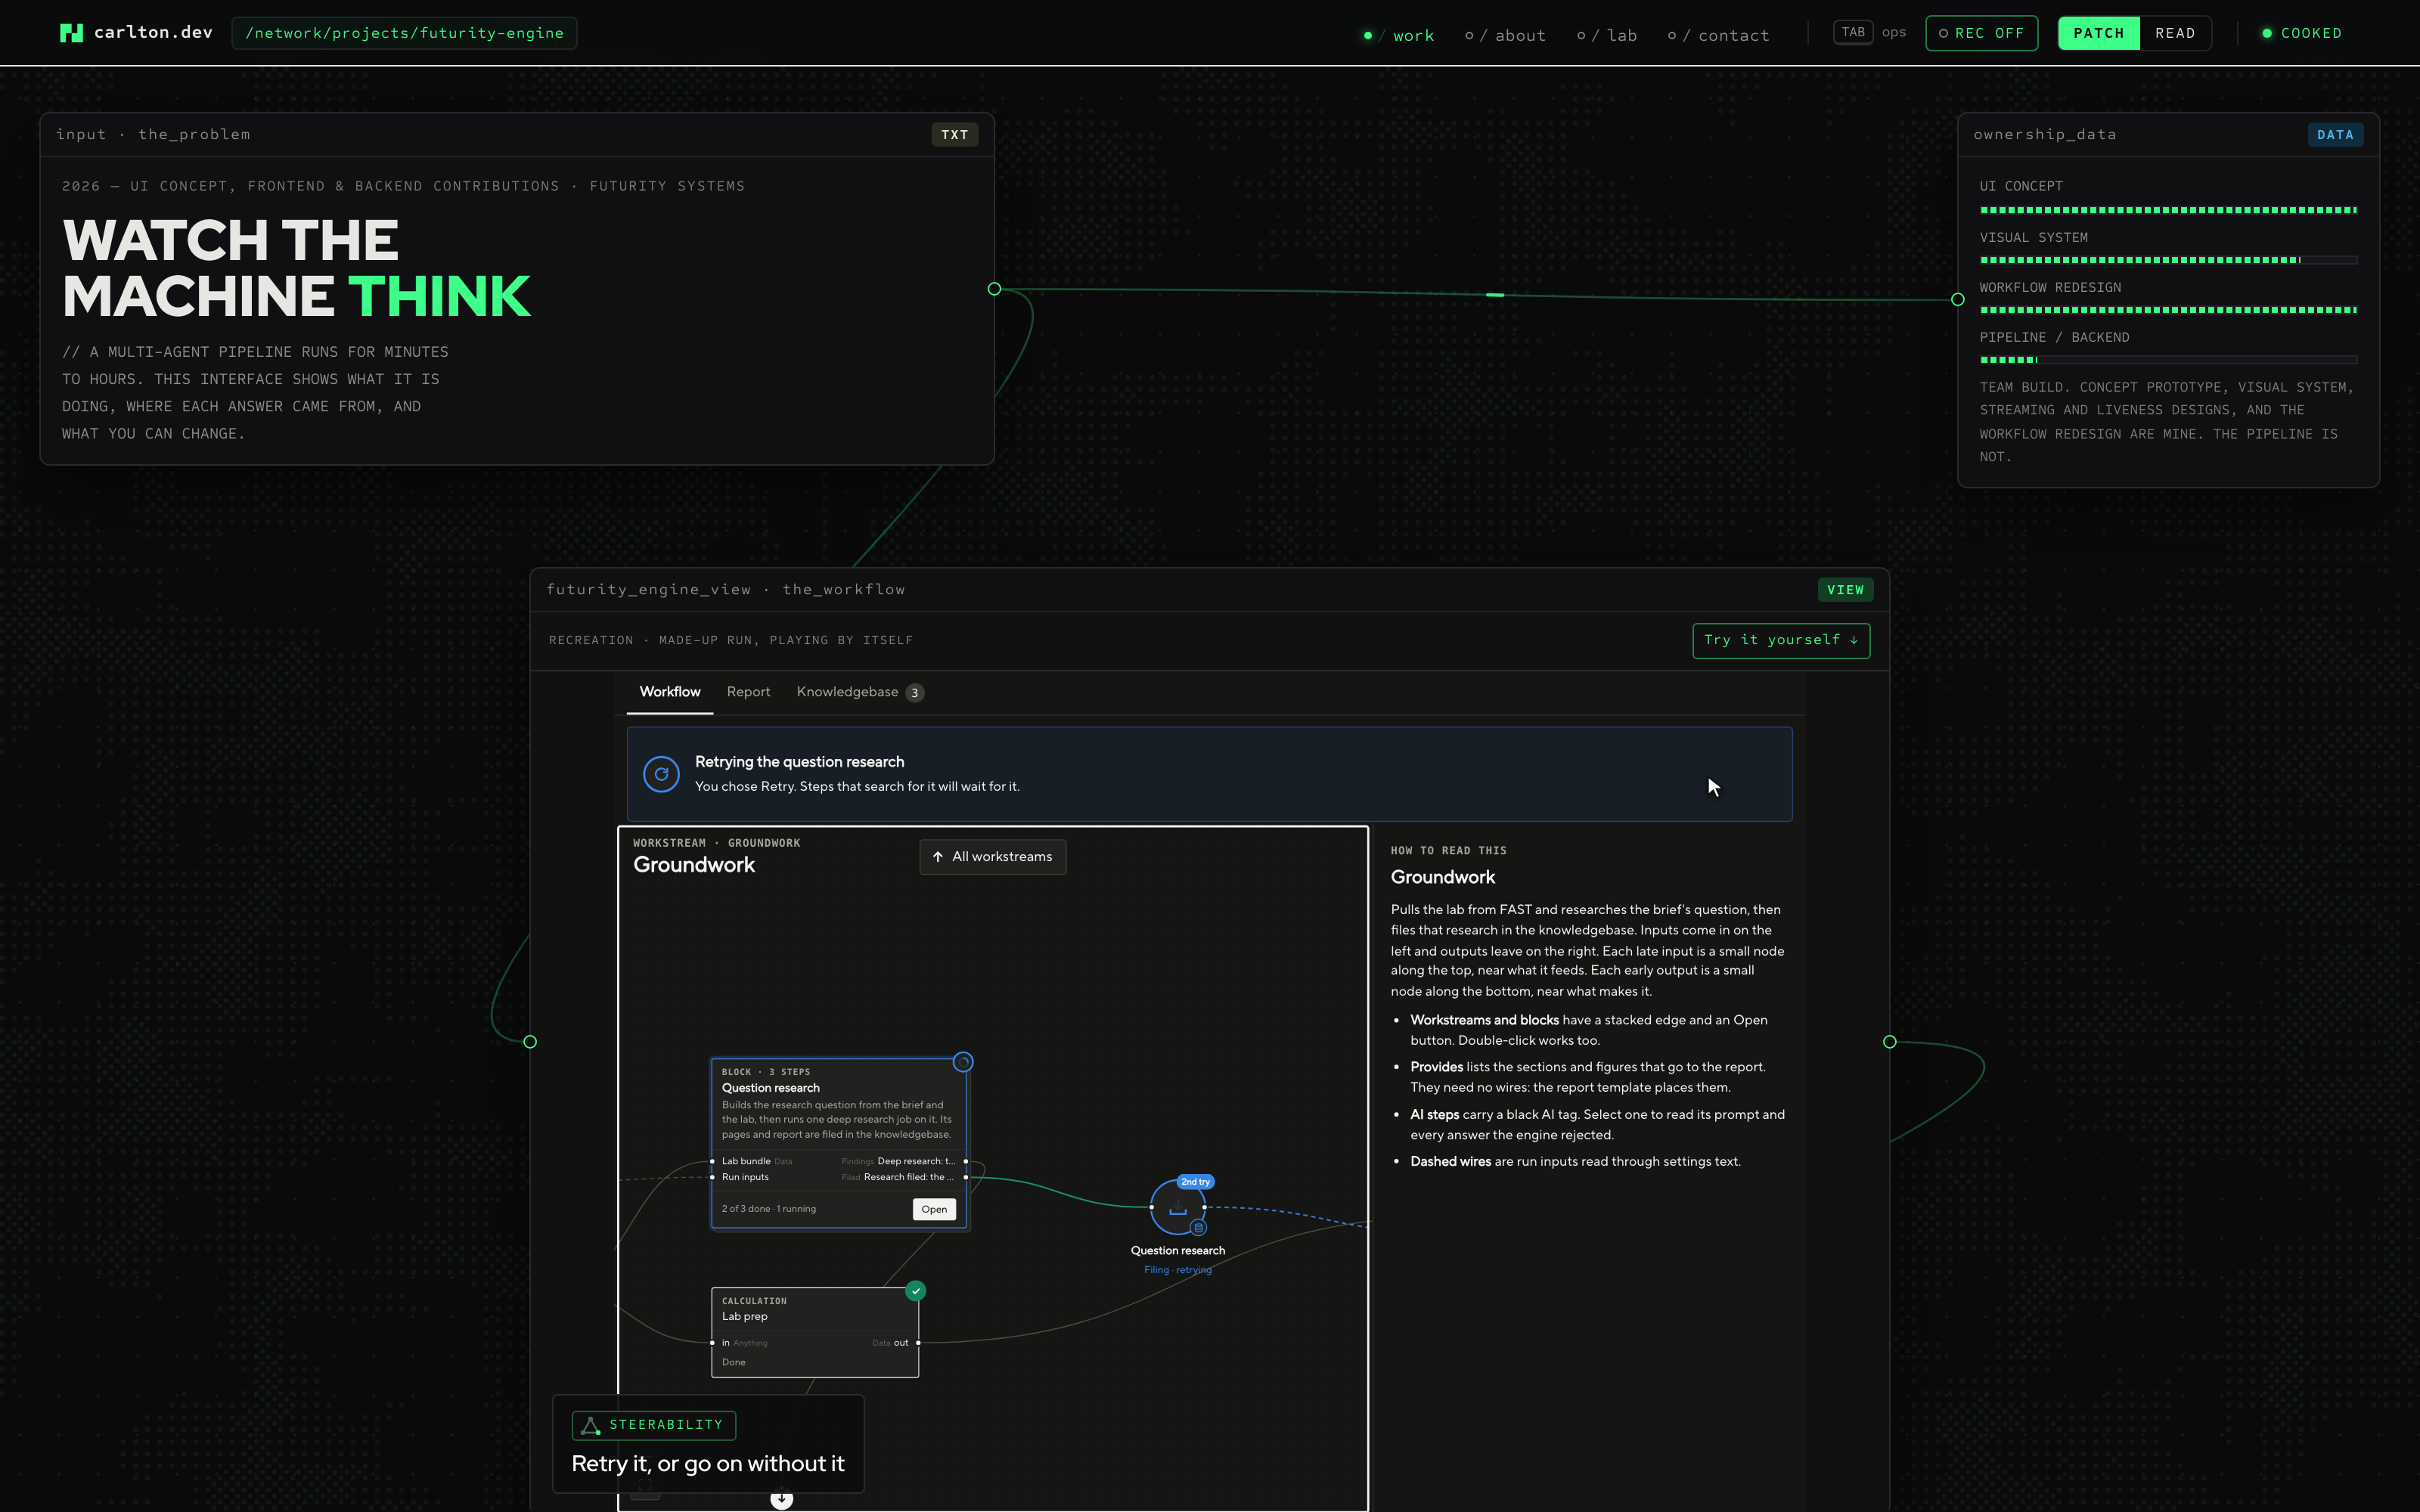 carlton.dev
/network/projects/futurity-engine
/ work
/ about
/ lab
/ contact
TAB ops
REC OFF
PATCH
READ
COOKED
input · the_problem
TXT
2026 — UI CONCEPT, FRONTEND & BACKEND CONTRIBUTIONS · FUTURITY SYSTEMS
WATCH THE
MACHINE THINK
// A MULTI-AGENT PIPELINE RUNS FOR MINUTES
TO HOURS. THIS INTERFACE SHOWS WHAT IT IS
DOING, WHERE EACH ANSWER CAME FROM, AND
WHAT YOU CAN CHANGE.
ownership_data
DATA
UI CONCEPT
VISUAL SYSTEM
WORKFLOW REDESIGN
PIPELINE / BACKEND
TEAM BUILD. CONCEPT PROTOTYPE, VISUAL SYSTEM,
STREAMING AND LIVENESS DESIGNS, AND THE
WORKFLOW REDESIGN ARE MINE. THE PIPELINE IS
NOT.
futurity_engine_view · the_workflow
VIEW
RECREATION · MADE-UP RUN, PLAYING BY ITSELF
Try it yourself ↓
Workflow
Report
Knowledgebase 3
Retrying the question research
You chose Retry. Steps that search for it will wait for it.
WORKSTREAM · GROUNDWORK
Groundwork
↑ All workstreams
BLOCK · 3 STEPS
Question research
Builds the research question from the brief and
the lab, then runs one deep research job on it. Its
pages and report are filed in the knowledgebase.
Lab bundle Data
Findings Deep research: t...
Run inputs
Filed Research filed: the ...
2 of 3 done · 1 running
Open
2nd try
Question research
Filing · retrying
CALCULATION
Lab prep
in Anything
Data out
Done
STEERABILITY
Retry it, or go on without it
HOW TO READ THIS
Groundwork
Pulls the lab from FAST and researches the brief's question, then
files that research in the knowledgebase. Inputs come in on the
left and outputs leave on the right. Each late input is a small node
along the top, near what it feeds. Each early output is a small
node along the bottom, near what makes it.
• Workstreams and blocks have a stacked edge and an Open
button. Double-click works too.
• Provides lists the sections and figures that go to the report.
They need no wires: the report template places them.
• AI steps carry a black AI tag. Select one to read its prompt and
every answer the engine rejected.
• Dashed wires are run inputs read through settings text.